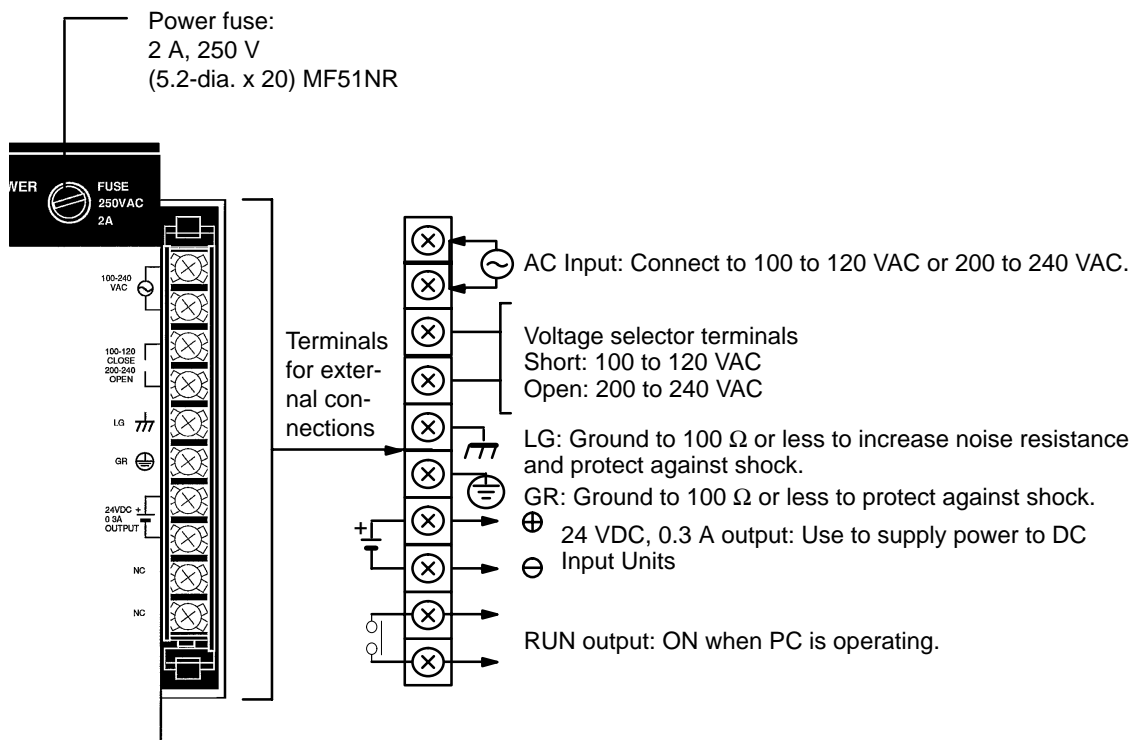 Power fuse:
2 A, 250 V
(5.2-dia. x 20) MF51NR
WER
FUSE
250VAC
2A
100-240
VAC
100-120
CLOSE
200-240
OPEN
LG
GR
24VDC +
0 3A
OUTPUT
NC
NC
Terminals
for exter-
nal con-
nections
AC Input: Connect to 100 to 120 VAC or 200 to 240 VAC.
Voltage selector terminals
Short: 100 to 120 VAC
Open: 200 to 240 VAC
LG: Ground to 100 Ω or less to increase noise resistance
and protect against shock.
GR: Ground to 100 Ω or less to protect against shock.
+
24 VDC, 0.3 A output: Use to supply power to DC
Input Units
RUN output: ON when PC is operating.